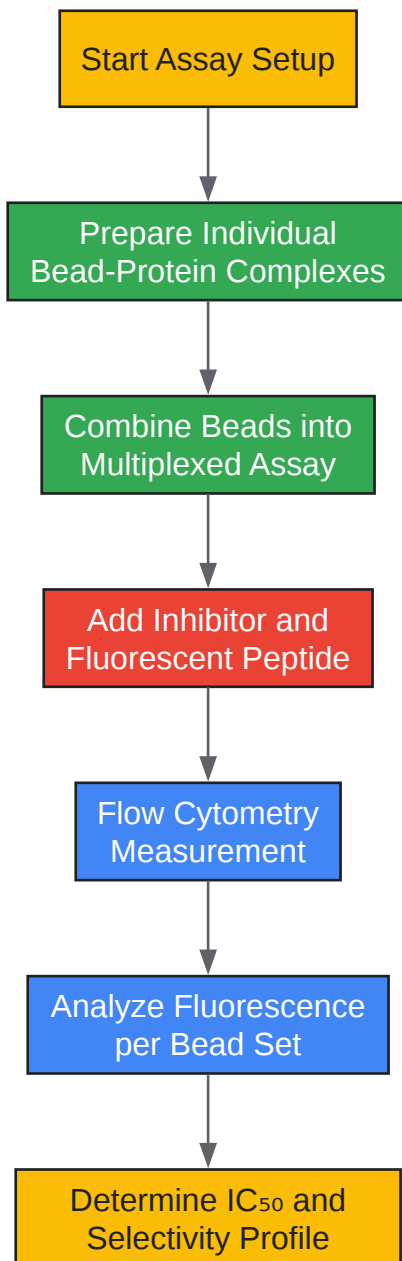 Start Assay Setup
Prepare Individual
Bead-Protein Complexes
Combine Beads into
Multiplexed Assay
Add Inhibitor and
Fluorescent Peptide
Flow Cytometry
Measurement
Analyze Fluorescence
per Bead Set
Determine IC₅₀ and
Selectivity Profile